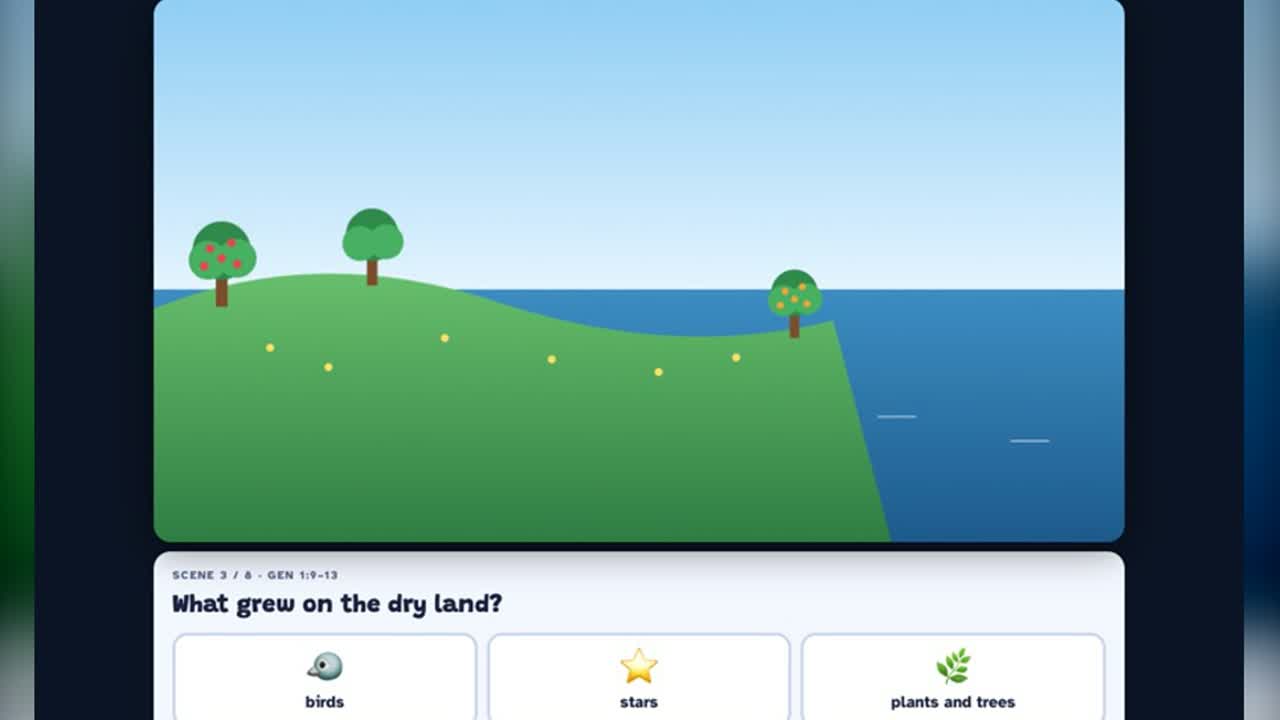 SCENE 3 / 8 · GEN 1:9–13
What grew on the dry land?
birds
stars
plants and trees